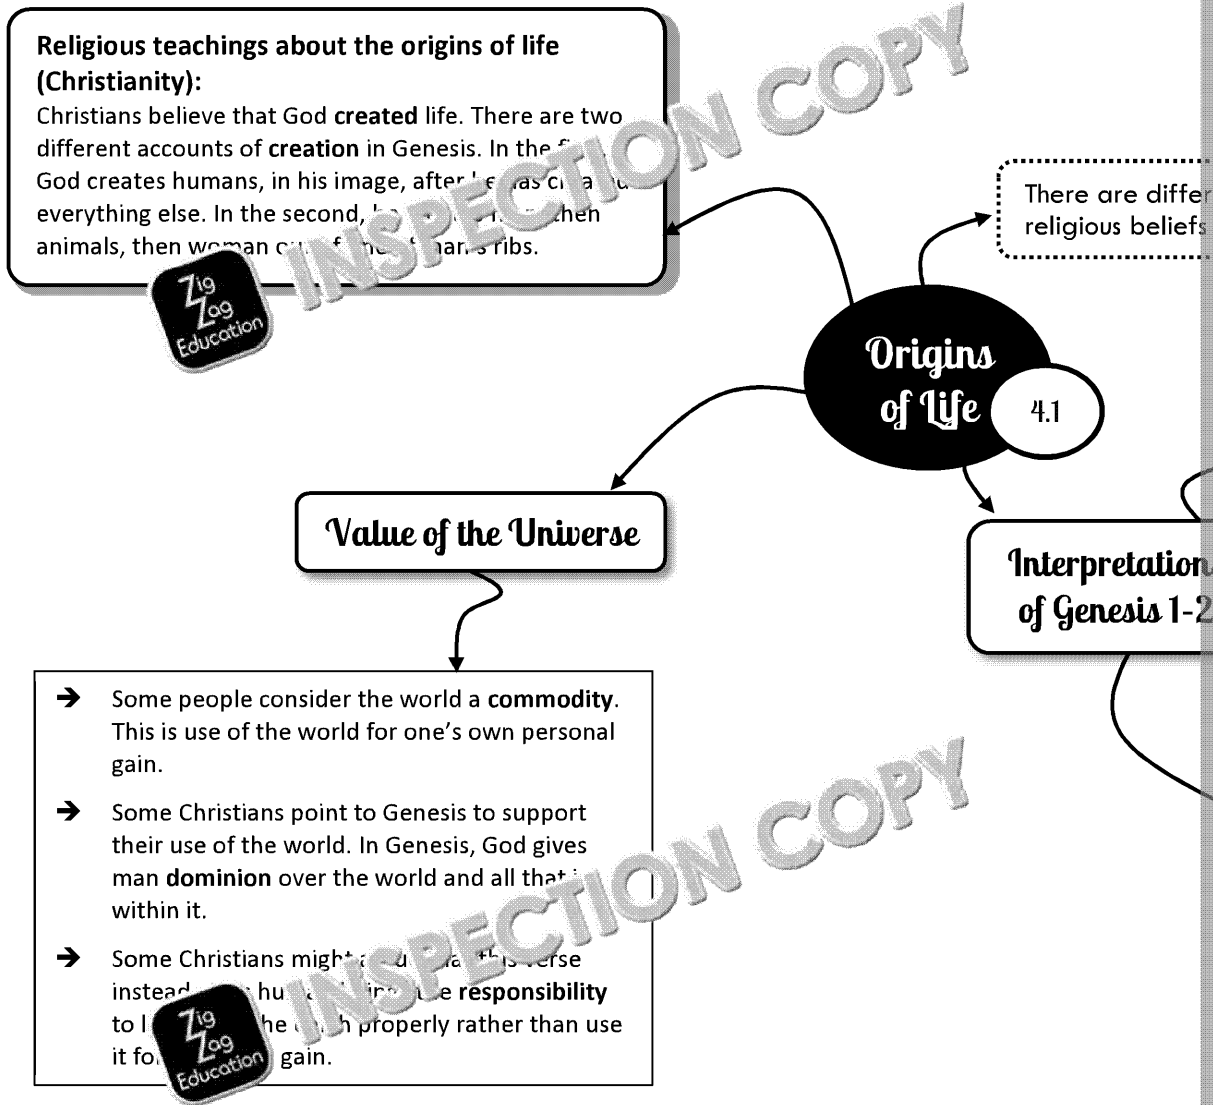 Religious teachings about the origins of life
(Christianity):
Christians believe that God created life. There are two
different accounts of creation in Genesis. In the
God creates humans, in his image, after
everything else. In the second, then
animals, then woman ribs.
There are
religious beliefs
Origins
of Life
4.1
Value of the Universe
of Genesis 1-2
Some people consider the world a commodity.
This is use of the world for one's own personal
gain.
Some Christians point to Genesis to support
their use of the world. In Genesis, God gives
man dominion over the world and all that
within it.
Some Christians might this verse
instead responsibility
to properly rather than use
it gain.
INSPECTION COPY
Zig
Zag
Education
INSPECTION COPY
Zig
Zag
Education